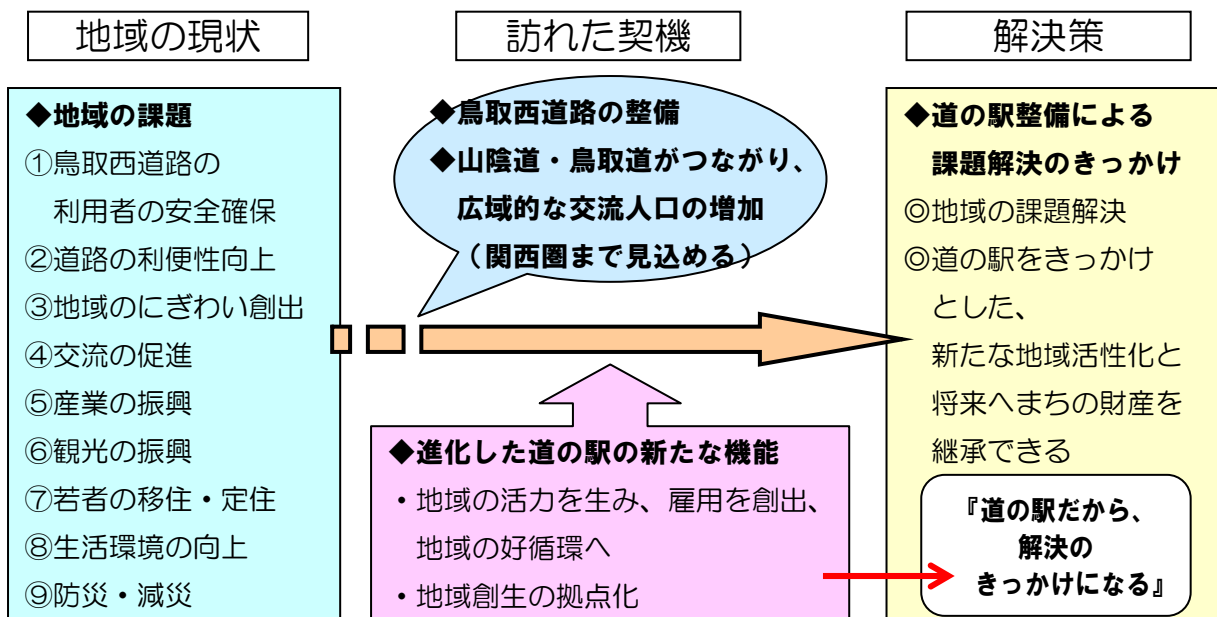 地域の現状
訪れた契機
解決策
◆地域の課題
①鳥取西道路の
利用者の安全確保
②道路の利便性向上
③地域のにぎわい創出
④交流の促進
⑤産業の振興
⑥観光の振興
⑦若者の移住・定住
⑧生活環境の向上
⑨防災・減災
◆鳥取西道路の整備
◆山陰道・鳥取道がつながり、
広域的な交流人口の増加
（関西圏まで見込める）
◆進化した道の駅の新たな機能
・地域の活力を生み、雇用を創出、
地域の好循環へ
・地域創生の拠点化
◆道の駅整備による
課題解決のきっかけ
◎地域の課題解決
◎道の駅をきっかけ
とした、
新たな地域活性化と
将来へまちの財産を
継承できる
『道の駅だから、
解決の
きっかけになる』